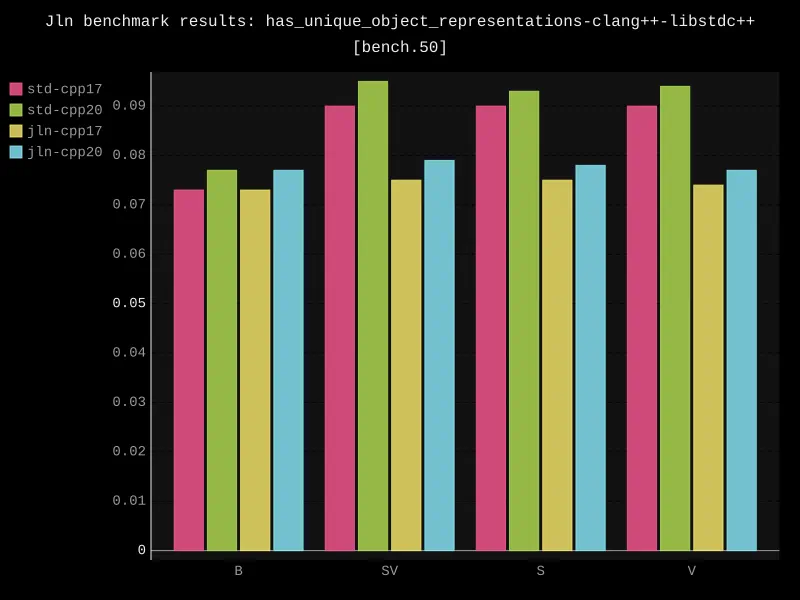 Jln benchmark results: has_unique_object_representations-clang++-libstdc++
[bench.50]
std-cpp17
std-cpp20
jln-cpp17
jln-cpp20
0.09
0.08
0.07
0.06
0.05
0.04
0.03
0.02
0.01
0
B SV S V